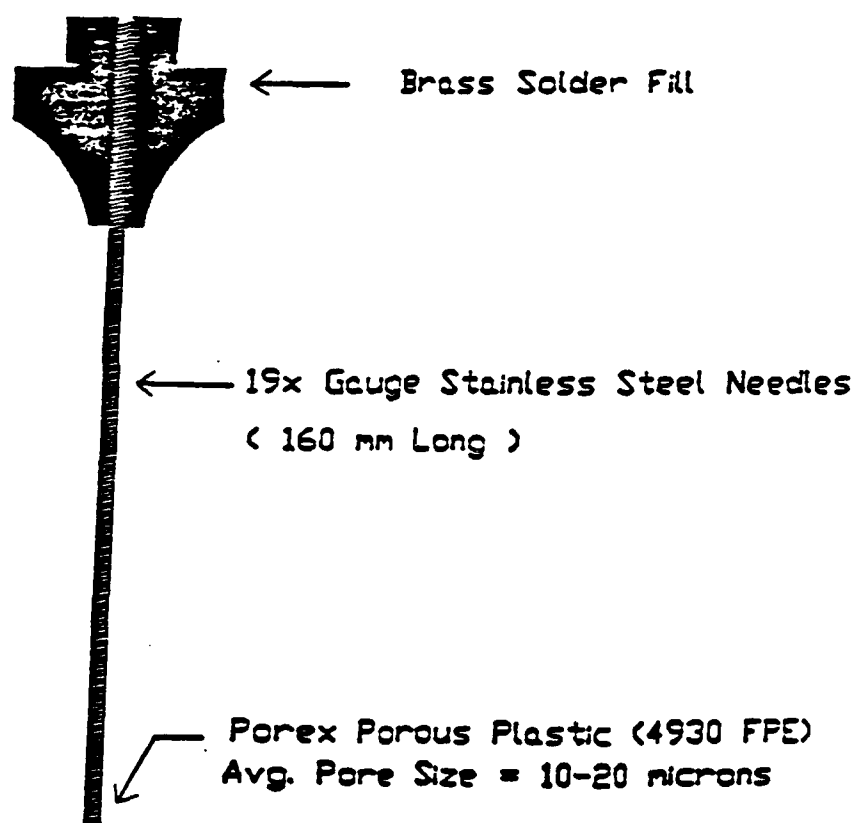 Brass Solder Fill
19x Gauge Stainless Steel Needles
( 160 mm Long )
Porex Porous Plastic (4930 FPE)
Avg. Pore Size = 10-20 microns